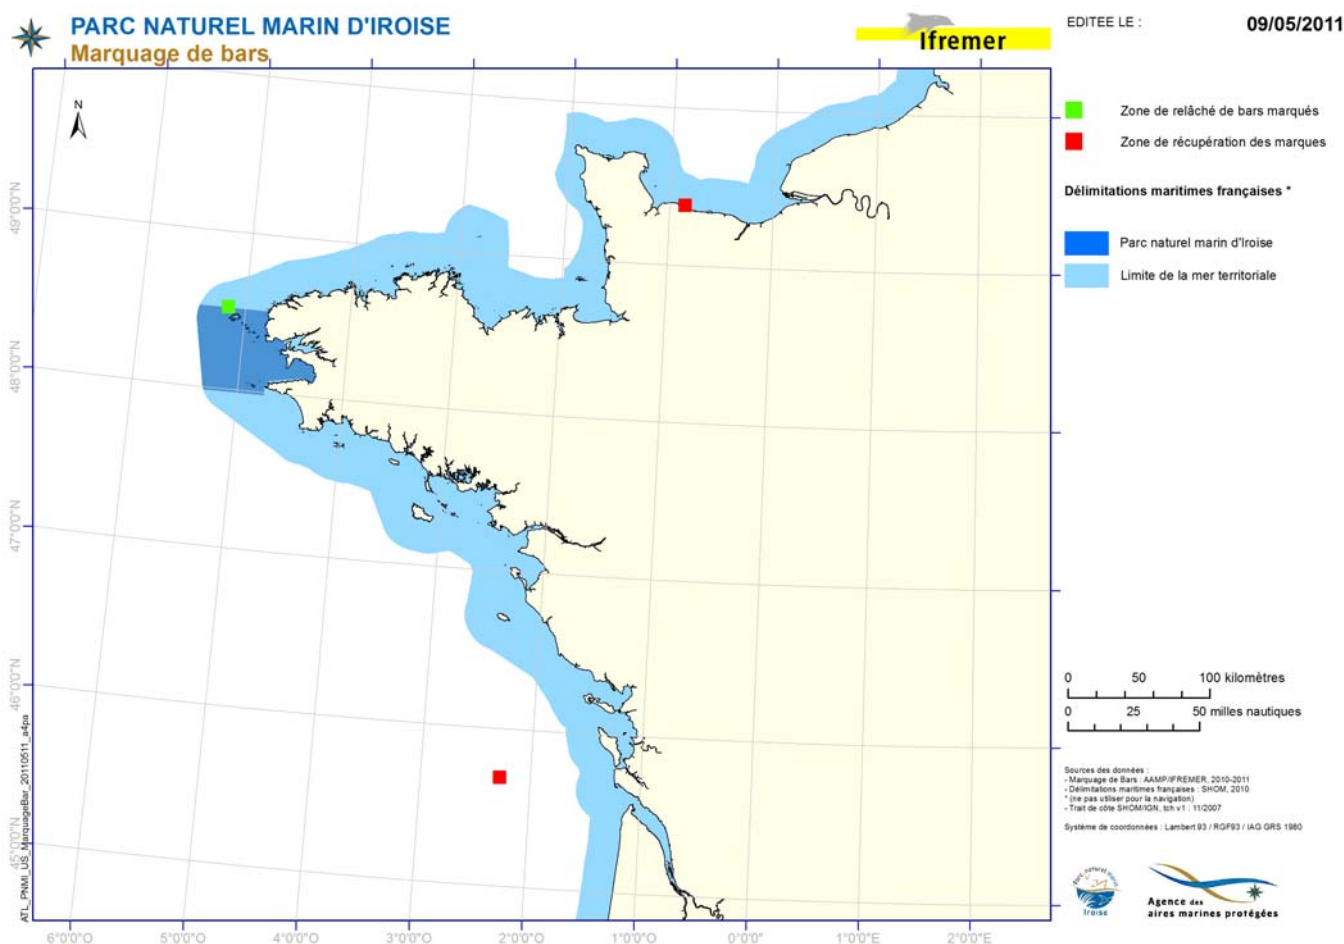 PARC NATUREL MARIN D'IROISE
Marquage de bars
Ifremer
EDITEE LE : 09/05/2011
N
Zone de relâché de bars marqués
Zone de récupération des marques
Délimitations maritimes françaises *
Parc naturel marin d'Iroise
Limite de la mer territoriale
49°0'0"N
48°0'0"N
47°0'0"N
46°0'0"N
45°0'0"N
ATL_PNMI_US_MarquageBar_20110511_a4pa
0 50 100 kilomètres
0 25 50 milles nautiques
Sources des données :
- Marquage de Bars : AAMP/IFREMER, 2010-2011
- Délimitations maritimes françaises : SHOM, 2010
* (ne pas utiliser pour la navigation)
- Trait de côte SHOM/IGN, tch v1 : 11/2007
Système de coordonnées : Lambert 93 / RGF93 / IAG GRS 1980
parc naturel marin
Iroise
Agence des
aires marines protégées
6°0'0"O 5°0'0"O 4°0'0"O 3°0'0"O 2°0'0"O 1°0'0"O 0°0'0" 1°0'0"E 2°0'0"E